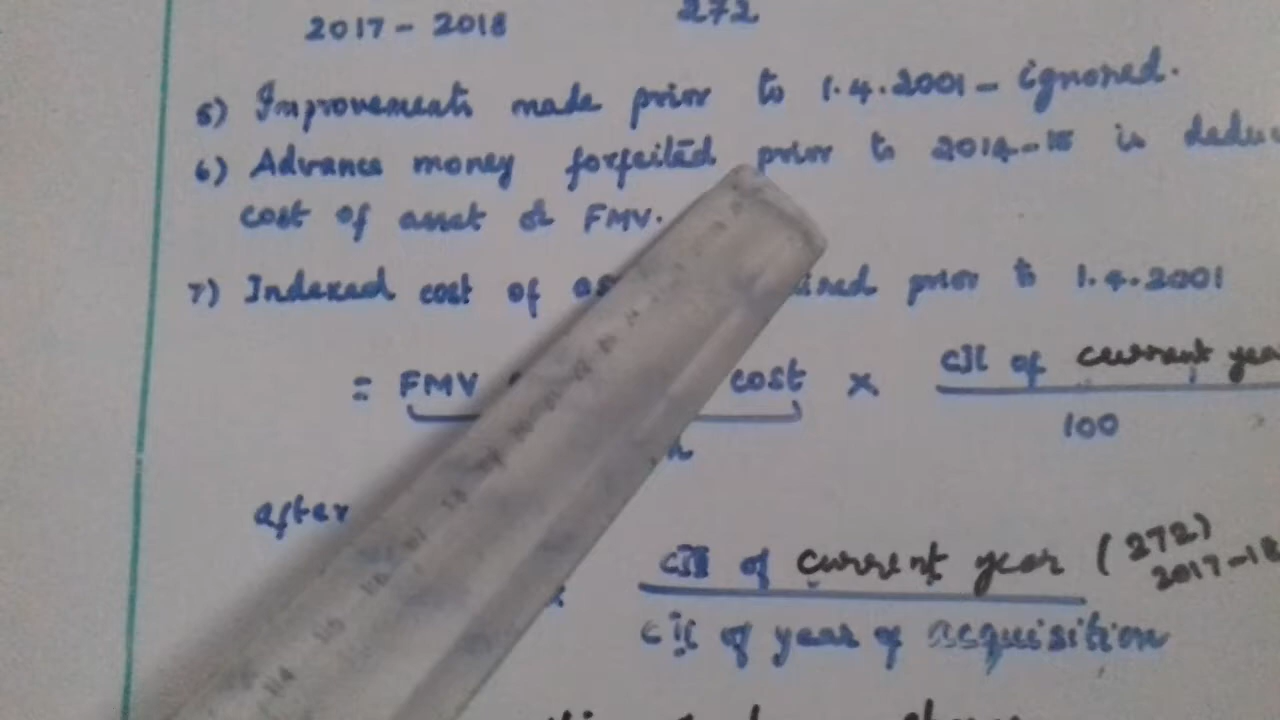 2017 - 2018 272
5) Improvements made prior to 1.4.2001 - ignored.
6) Advance money forfeited prior to 2014-15 is
cost of asset or FMV.
7) Indexed cost of prior to 1.4.2001
= FMV cost x CII of current
100
after
CII of current year (272)
2017-18
CII of year of acquisition